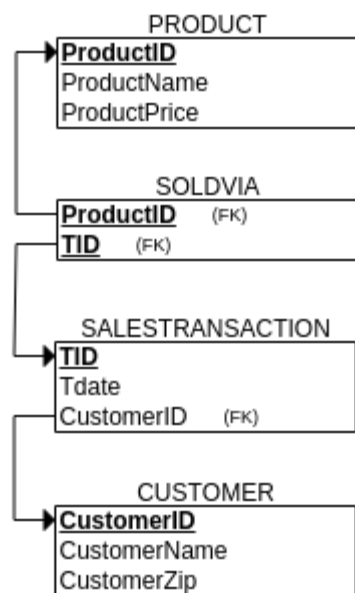 PRODUCT
ProductID
ProductName
ProductPrice
SOLDVIA
ProductID (FK)
TID (FK)
SALESTRANSACTION
TID
Tdate
CustomerID (FK)
CUSTOMER
CustomerID
CustomerName
CustomerZip